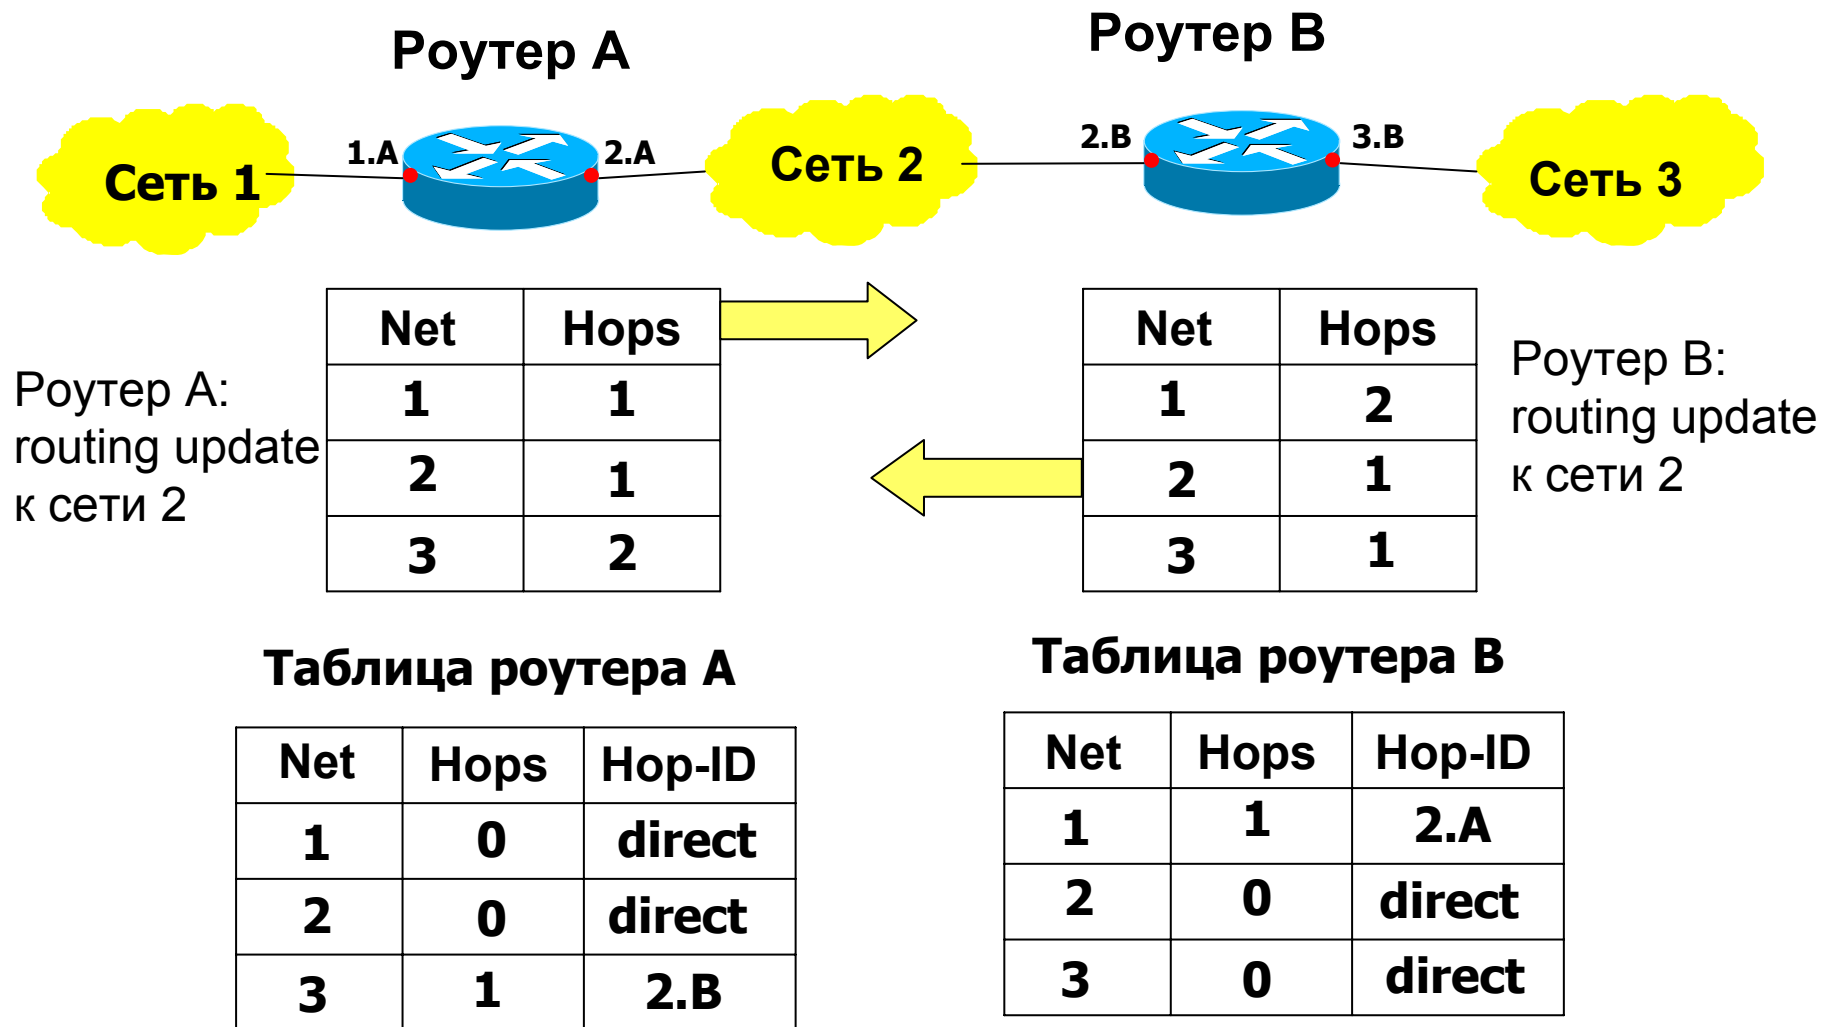 Роутер А
Роутер В
Сеть 1
1.A
2.A
Сеть 2
2.B
3.B
Сеть 3
Роутер А:
routing update
к сети 2
Net Hops
1 1
2 1
3 2
Net Hops
1 2
2 1
3 1
Роутер В:
routing update
к сети 2
Таблица роутера А
Net Hops Hop-ID
1 0 direct
2 0 direct
3 1 2.B
Таблица роутера В
Net Hops Hop-ID
1 1 2.A
2 0 direct
3 0 direct